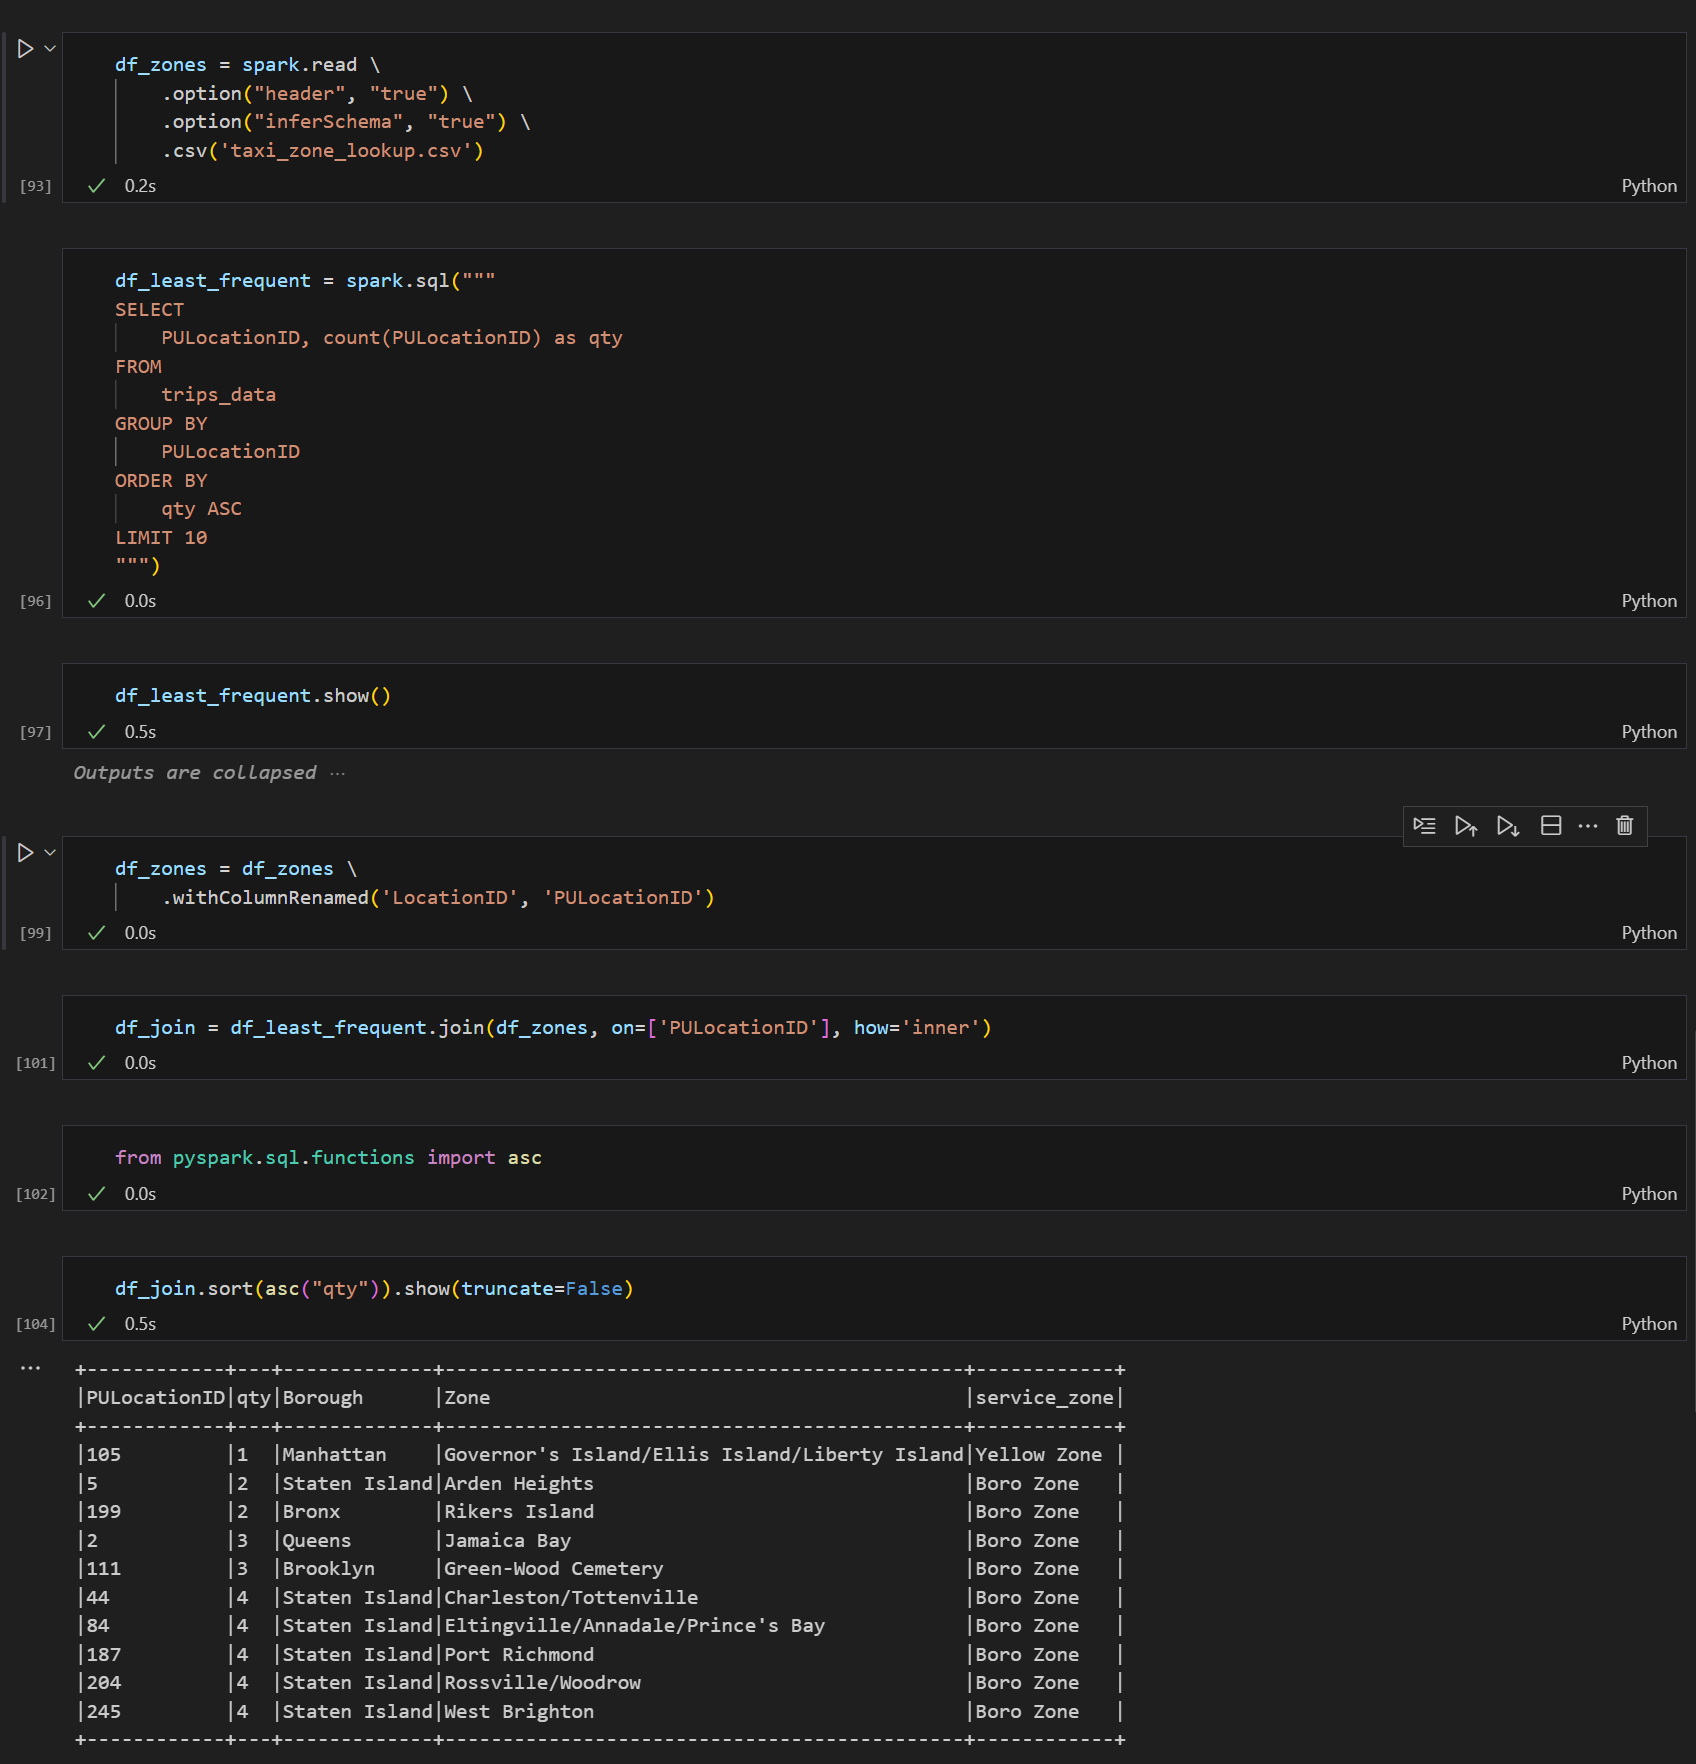 df_zones = spark.read \
    .option("header", "true") \
    .option("inferSchema", "true") \
    .csv('taxi_zone_lookup.csv')
[93]
0.2s
Python
df_least_frequent = spark.sql("""
SELECT
    PULocationID, count(PULocationID) as qty
FROM
    trips_data
GROUP BY
    PULocationID
ORDER BY
    qty ASC
LIMIT 10
""")
[96]
0.0s
Python
df_least_frequent.show()
[97]
0.5s
Python
Outputs are collapsed ...
df_zones = df_zones \
    .withColumnRenamed('LocationID', 'PULocationID')
[99]
0.0s
Python
df_join = df_least_frequent.join(df_zones, on=['PULocationID'], how='inner')
[101]
0.0s
Python
from pyspark.sql.functions import asc
[102]
0.0s
Python
df_join.sort(asc("qty")).show(truncate=False)
[104]
0.5s
Python
+------------+---+-------------+---------------------------------------------+------------+
|PULocationID|qty|Borough      |Zone                                         |service_zone|
+------------+---+-------------+---------------------------------------------+------------+
|105         |1  |Manhattan    |Governor's Island/Ellis Island/Liberty Island|Yellow Zone |
|5           |2  |Staten Island|Arden Heights                                |Boro Zone   |
|199         |2  |Bronx        |Rikers Island                                |Boro Zone   |
|2           |3  |Queens       |Jamaica Bay                                  |Boro Zone   |
|111         |3  |Brooklyn     |Green-Wood Cemetery                          |Boro Zone   |
|44          |4  |Staten Island|Charleston/Tottenville                       |Boro Zone   |
|84          |4  |Staten Island|Eltingville/Annadale/Prince's Bay            |Boro Zone   |
|187         |4  |Staten Island|Port Richmond                                |Boro Zone   |
|204         |4  |Staten Island|Rossville/Woodrow                            |Boro Zone   |
|245         |4  |Staten Island|West Brighton                                |Boro Zone   |
+------------+---+-------------+---------------------------------------------+------------+